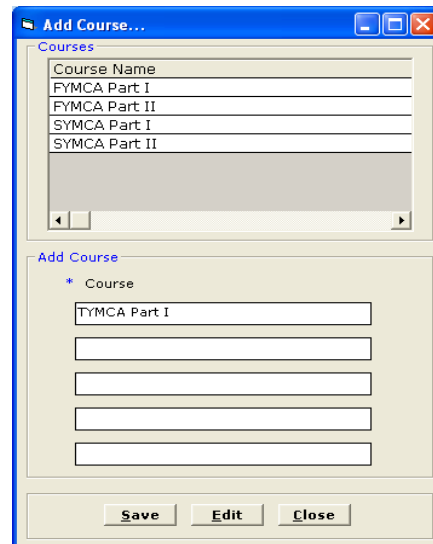 Add Course...
Courses
Course Name
FYMCA Part I
FYMCA Part II
SYMCA Part I
SYMCA Part II
Add Course
* Course
TYMCA Part I
Save Edit Close